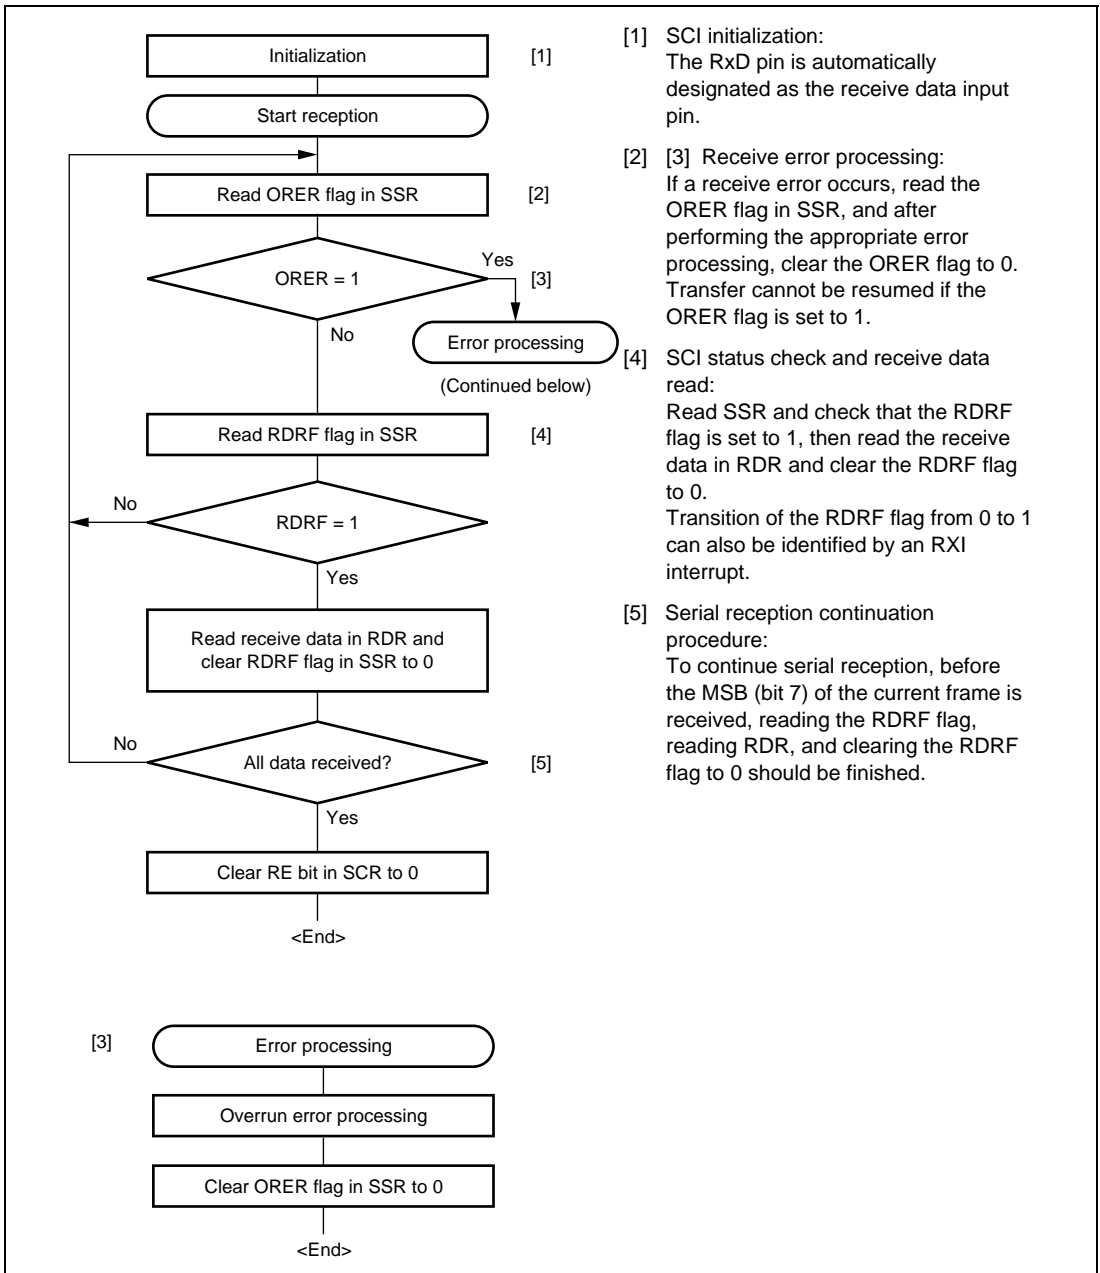 Initialization
[1]
Start reception
Read ORER flag in SSR
[2]
Yes
ORER = 1
[3]
No
Error processing
(Continued below)
Read RDRF flag in SSR
[4]
No
RDRF = 1
Yes
Read receive data in RDR and
clear RDRF flag in SSR to 0
No
All data received?
[5]
Yes
Clear RE bit in SCR to 0
<End>
[3]
Error processing
Overrun error processing
Clear ORER flag in SSR to 0
<End>
[1] SCI initialization:
The RxD pin is automatically
designated as the receive data input
pin.
[2] [3] Receive error processing:
If a receive error occurs, read the
ORER flag in SSR, and after
performing the appropriate error
processing, clear the ORER flag to 0.
Transfer cannot be resumed if the
ORER flag is set to 1.
[4] SCI status check and receive data
read:
Read SSR and check that the RDRF
flag is set to 1, then read the receive
data in RDR and clear the RDRF flag
to 0.
Transition of the RDRF flag from 0 to 1
can also be identified by an RXI
interrupt.
[5] Serial reception continuation
procedure:
To continue serial reception, before
the MSB (bit 7) of the current frame is
received, reading the RDRF flag,
reading RDR, and clearing the RDRF
flag to 0 should be finished.